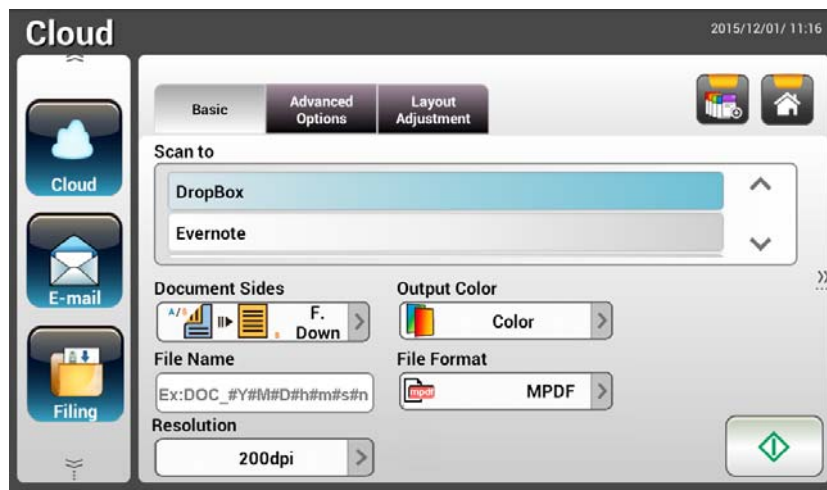 Cloud
2015/12/01/ 11:16
Basic
Advanced
Options
Layout
Adjustment
Scan to
DropBox
Evernote
Cloud
E-mail
Filing
Document Sides
Output Color
A/B
F.
Down
Color
File Name
File Format
Ex:DOC_#Y#M#D#h#m#s#n
mpdf
MPDF
Resolution
200dpi